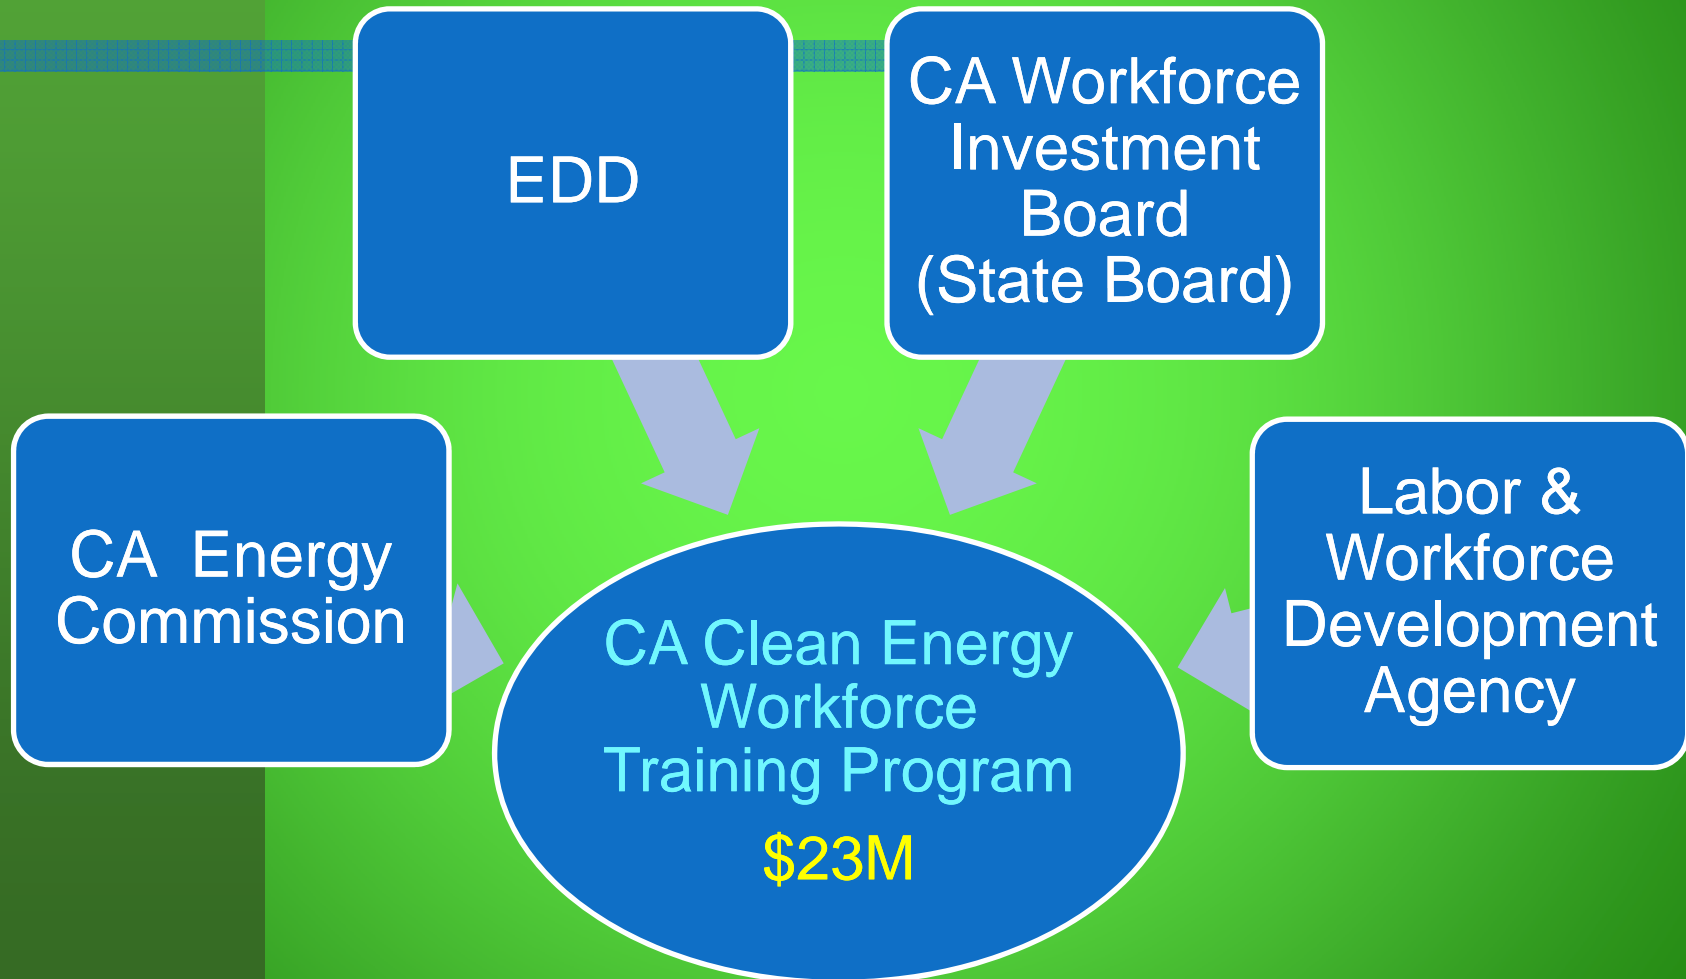 EDD
CA Workforce
Investment
Board
(State Board)
CA Energy
Commission
Labor &
Workforce
Development
Agency
CA Clean Energy
Workforce
Training Program
$23M